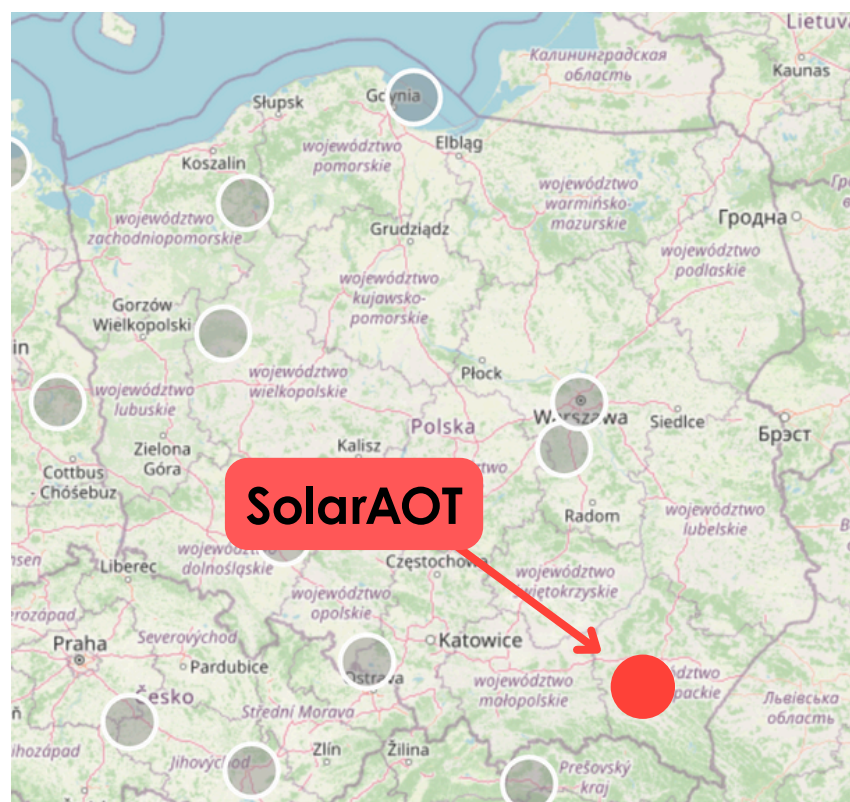 Lietuv
Калининградская
область
Kaunas
Słupsk
Gdynia
Elbląg
województwo
pomorskie
Koszalin
województwo
warmińsko-
mazurskie
Гродна
województwo
zachodniopomorskie
Grudziądz
województwo
podlaskie
województwo
kujawsko-
pomorskie
Gorzów
Wielkopolski
in
Płock
województwo
wielkopolskie
województwo
lubuskie
Warszawa
Siedlce
Брэст
Polska
Kalisz
Zielona
Góra
Cottbus
- Chóśebuz
SolarAOT
Radom
województwo
lubelskie
Liberec
dolnośląskie
Częstochowa
województwo
świętokrzyskie
województwo
opolskie
Severovýchod
Praha
Katowice
Pardubice
Ostrava
województwo
małopolskie
Česko
Střední Morava
Львівська
область
Jihovýchod
Zlín
Žilina
Prešovský
kraj